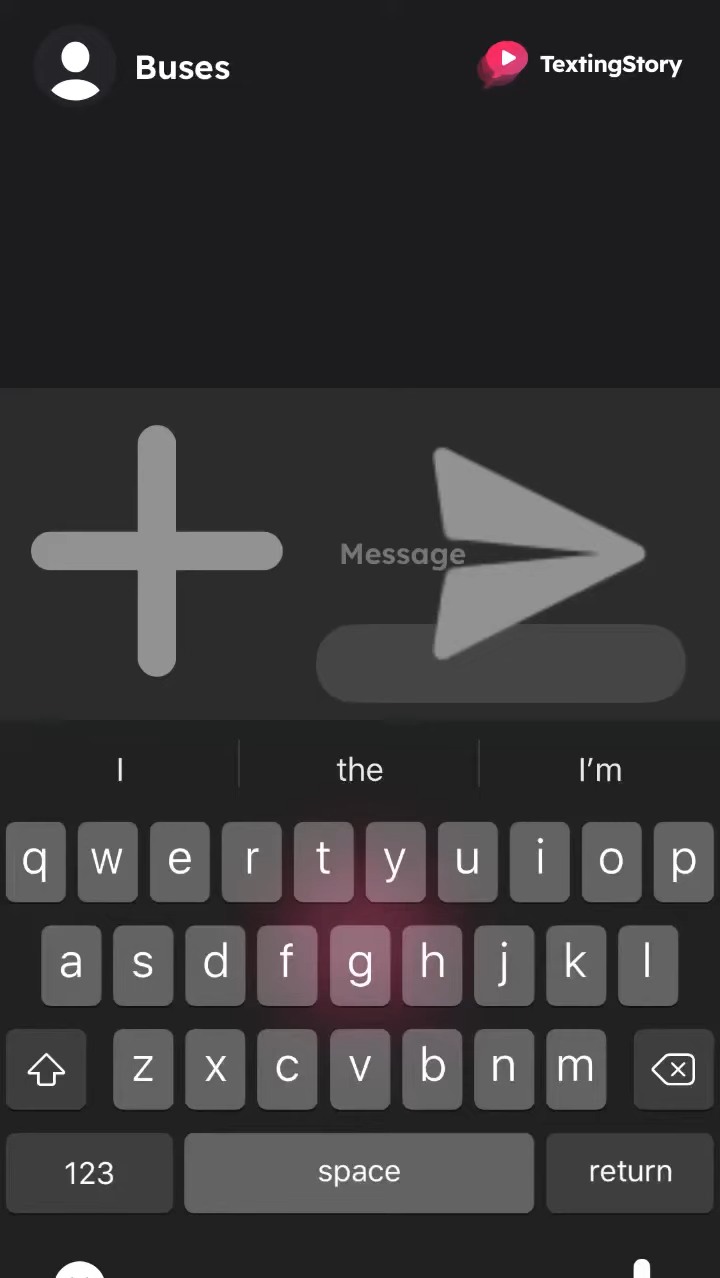 Buses
TextingStory
Message
I the I’m
q w e r t y u i o p
a s d f g h j k l
z x c v b n m
123 space return